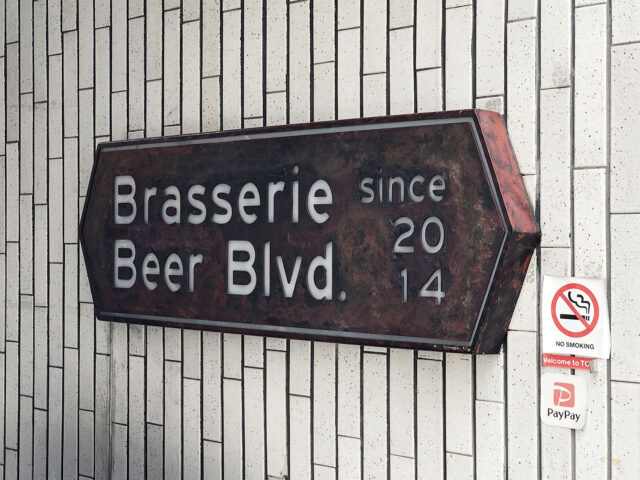 Brasserie
Beer Blvd.
since
20
14
NO SMOKING
Welcome to TC
PayPay